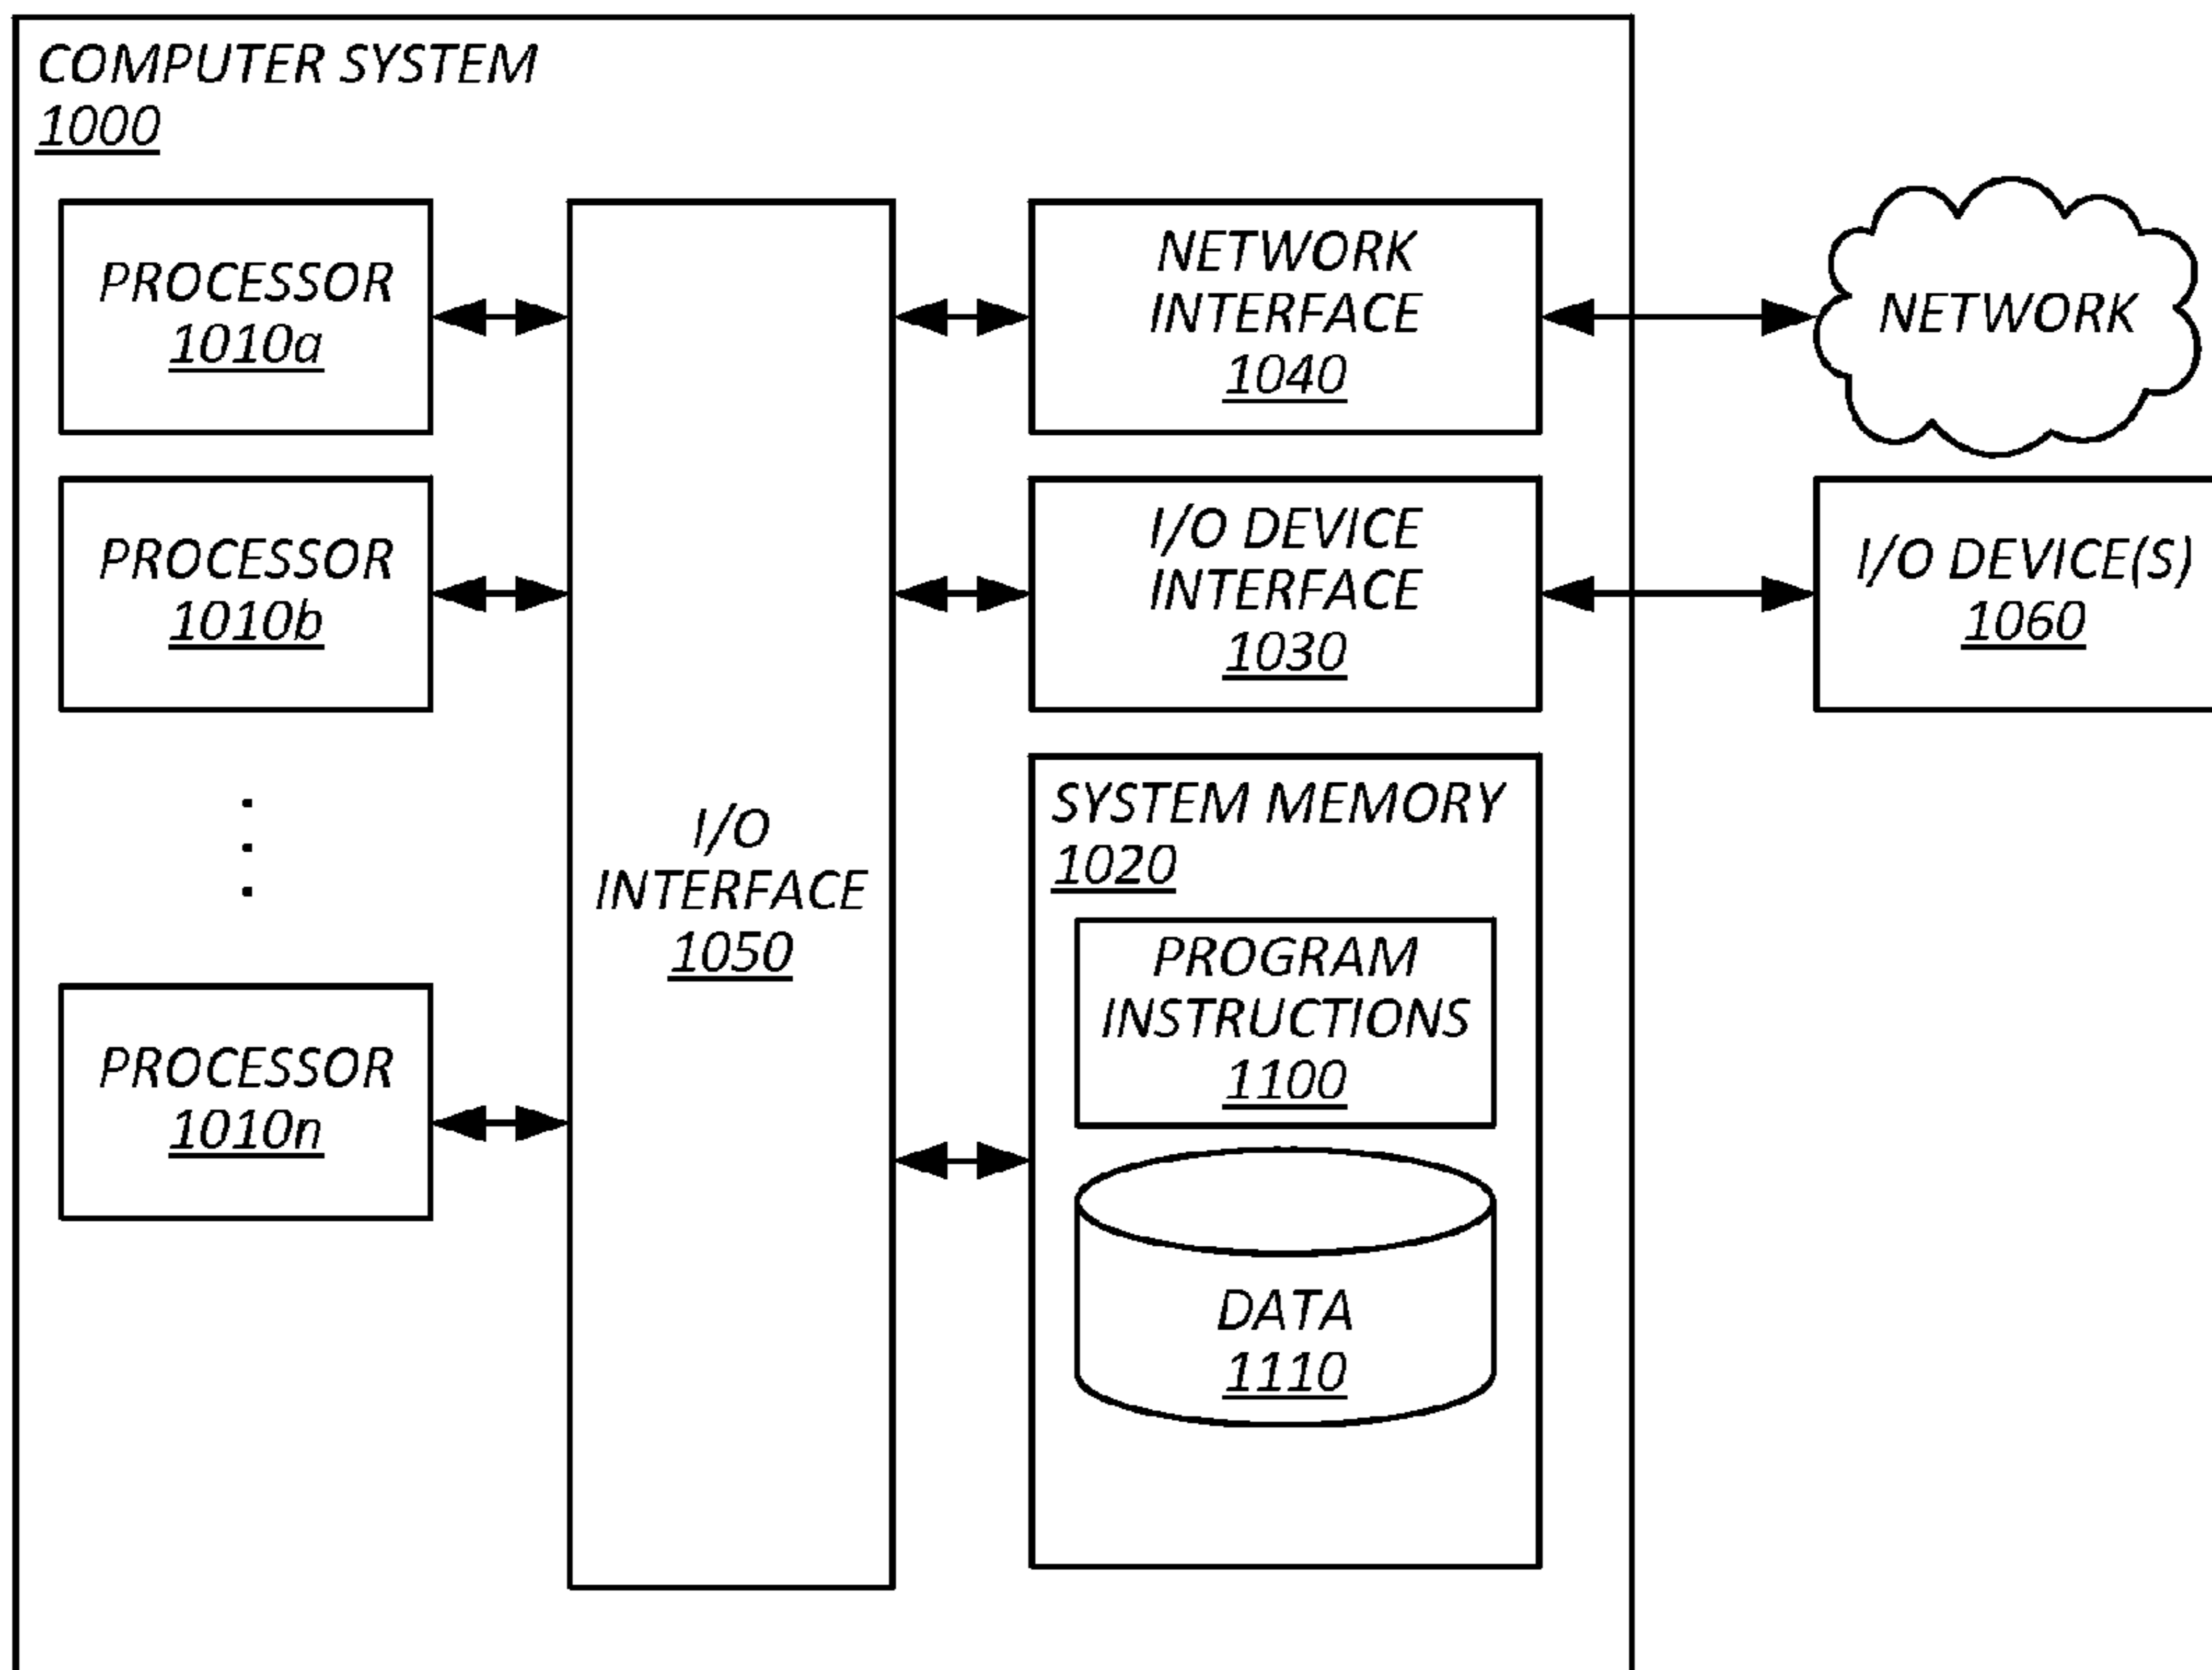 COMPUTER SYSTEM
1000
PROCESSOR
1010a
PROCESSOR
1010b
PROCESSOR
1010n
I/O
INTERFACE
1050
NETWORK
INTERFACE
1040
I/O DEVICE
INTERFACE
1030
SYSTEM MEMORY
1020
PROGRAM
INSTRUCTIONS
1100
DATA
1110
NETWORK
I/O DEVICE(S)
1060